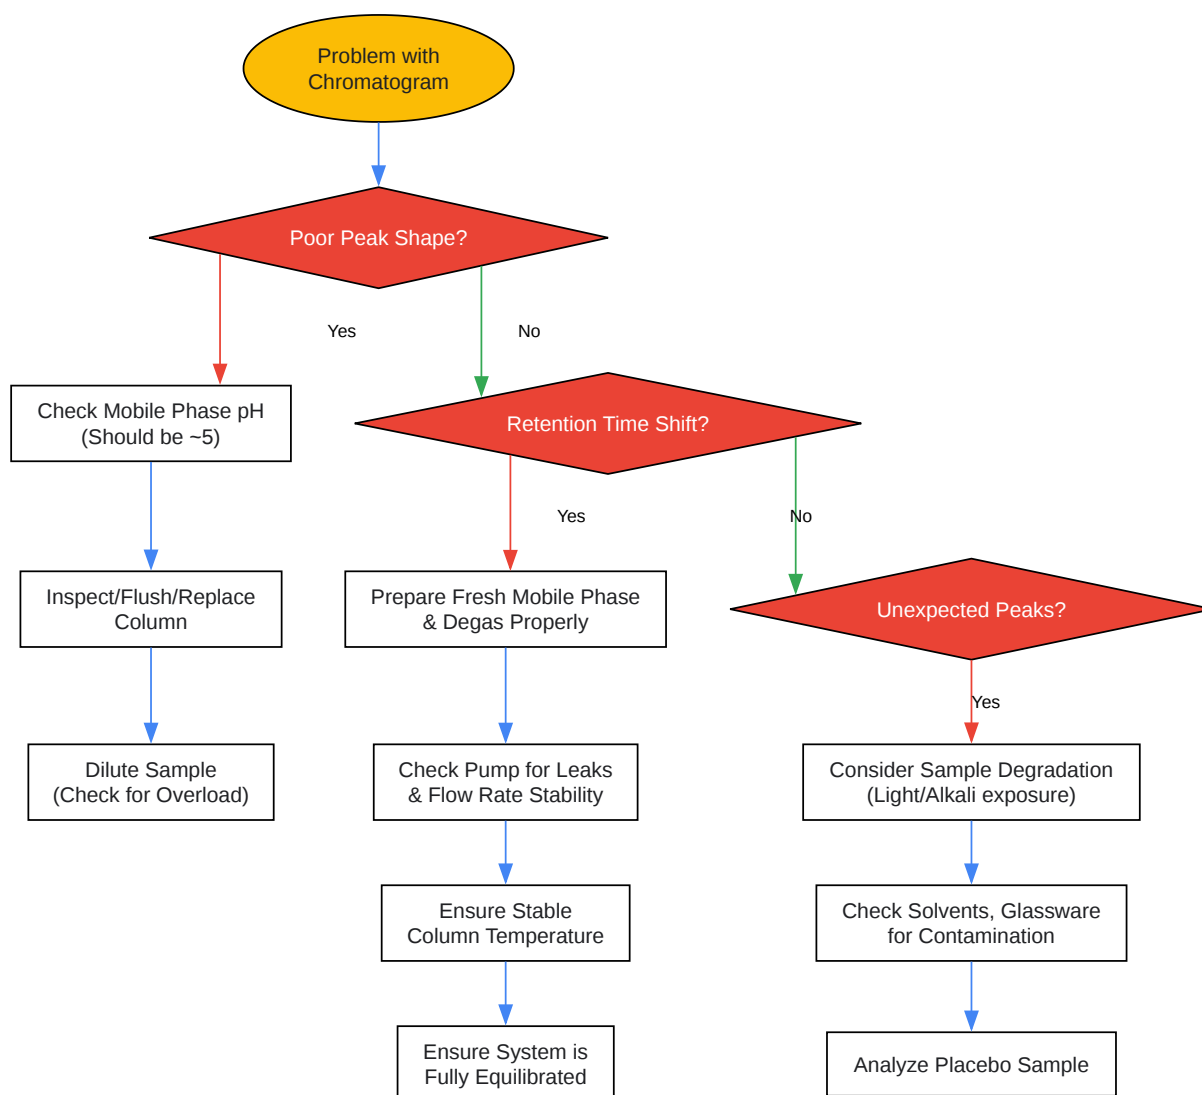 Problem with
Chromatogram
Poor Peak Shape?
Yes
No
Check Mobile Phase pH
(Should be ~5)
Retention Time Shift?
Yes
No
Inspect/Flush/Replace
Column
Prepare Fresh Mobile Phase
& Degas Properly
Unexpected Peaks?
Yes
Dilute Sample
(Check for Overload)
Check Pump for Leaks
& Flow Rate Stability
Consider Sample Degradation
(Light/Alkali exposure)
Ensure Stable
Column Temperature
Check Solvents, Glassware
for Contamination
Ensure System is
Fully Equilibrated
Analyze Placebo Sample